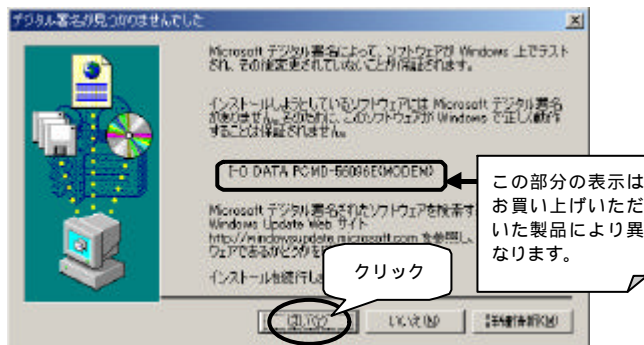 デジタル署名が見つかりませんでした
Microsoft デジタル署名によって、ソフトウェアが Windows 上でテスト
され、その後変更されていないことが保証されます。
インストールしようとしているソフトウェアには Microsoft デジタル署名
がありません。そのために、このソフトウェアが Windows で正しく動作
することは保証されません。
I-O DATA PCMD-56096E(MODEM)
Microsoft デジタル署名されたソフトウェアを検索す
Windows Update Web サイト
http://windowsupdate.microsoft.com を参照し、
ウェアであるかどうかを
インストールを続行し
この部分の表示は
お買い上げいただ
いた製品により異
なります。
クリック
はい(Y)
いいえ(N)
詳細情報(M)